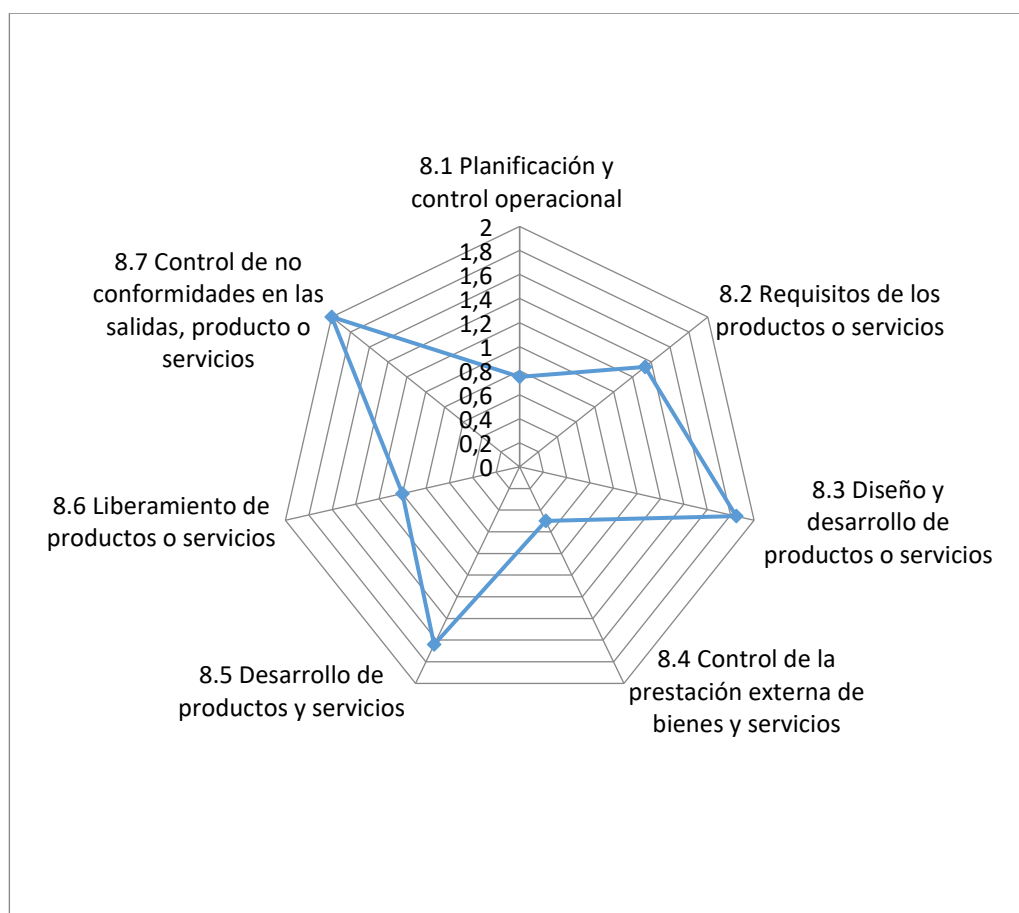 8.1 Planificación y
control operacional
2
1,8
1,6
1,4
1,2
1
0,8
0,6
0,4
0,2
0
8.2 Requisitos de los
productos o servicios
8.3 Diseño y
desarrollo de
productos o servicios
8.4 Control de la
prestación externa de
bienes y servicios
8.5 Desarrollo de
productos y servicios
8.6 Liberamiento de
productos o servicios
8.7 Control de no
conformidades en las
salidas, producto o
servicios